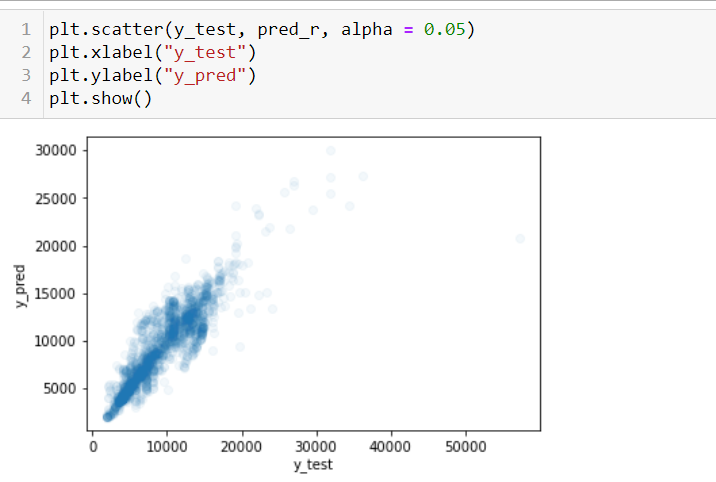 1 plt.scatter(y_test, pred_r, alpha = 0.05)
2 plt.xlabel("y_test")
3 plt.ylabel("y_pred")
4 plt.show()
30000
25000
20000
15000
10000
5000
y_pred
0 10000 20000 30000 40000 50000
y_test